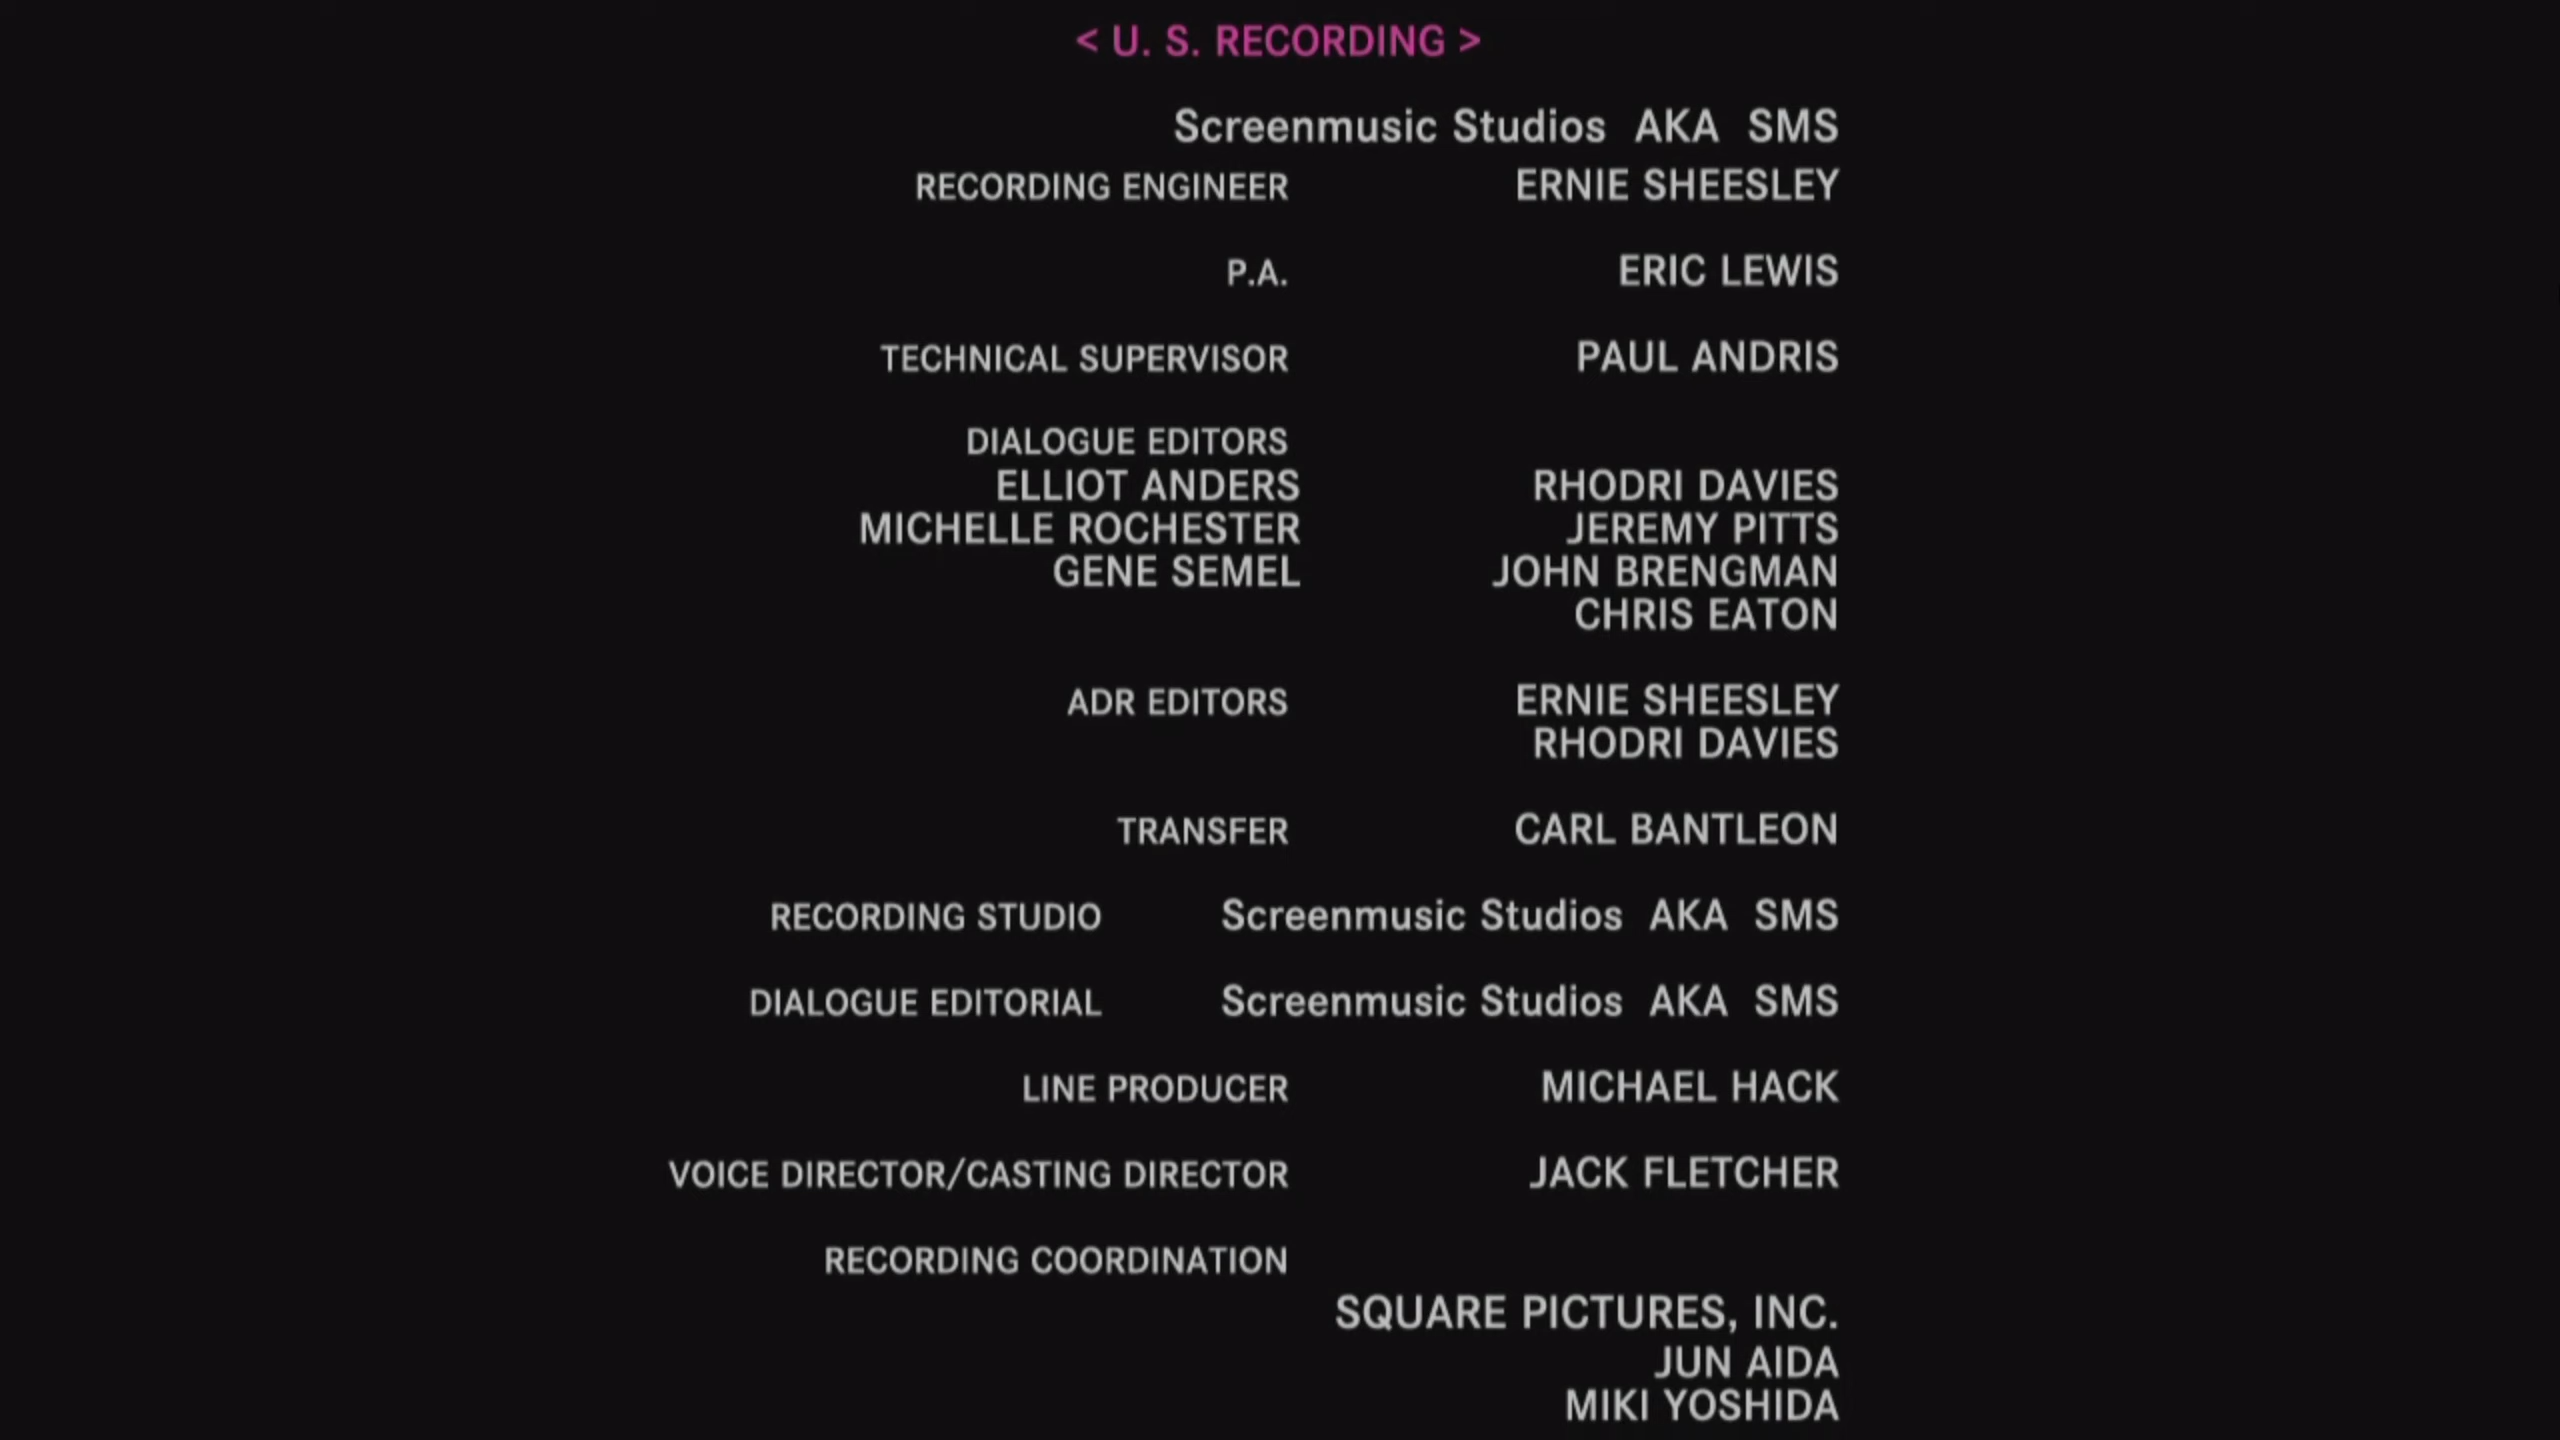 < U. S. RECORDING >
Screenmusic Studios AKA SMS
RECORDING ENGINEER ERNIE SHEESLEY
P.A. ERIC LEWIS
TECHNICAL SUPERVISOR PAUL ANDRIS
DIALOGUE EDITORS
ELLIOT ANDERS RHODRI DAVIES
MICHELLE ROCHESTER JEREMY PITTS
GENE SEMEL JOHN BRENGMAN
CHRIS EATON
ADR EDITORS ERNIE SHEESLEY
RHODRI DAVIES
TRANSFER CARL BANTLEON
RECORDING STUDIO Screenmusic Studios AKA SMS
DIALOGUE EDITORIAL Screenmusic Studios AKA SMS
LINE PRODUCER MICHAEL HACK
VOICE DIRECTOR/CASTING DIRECTOR JACK FLETCHER
RECORDING COORDINATION
SQUARE PICTURES, INC.
JUN AIDA
MIKI YOSHIDA